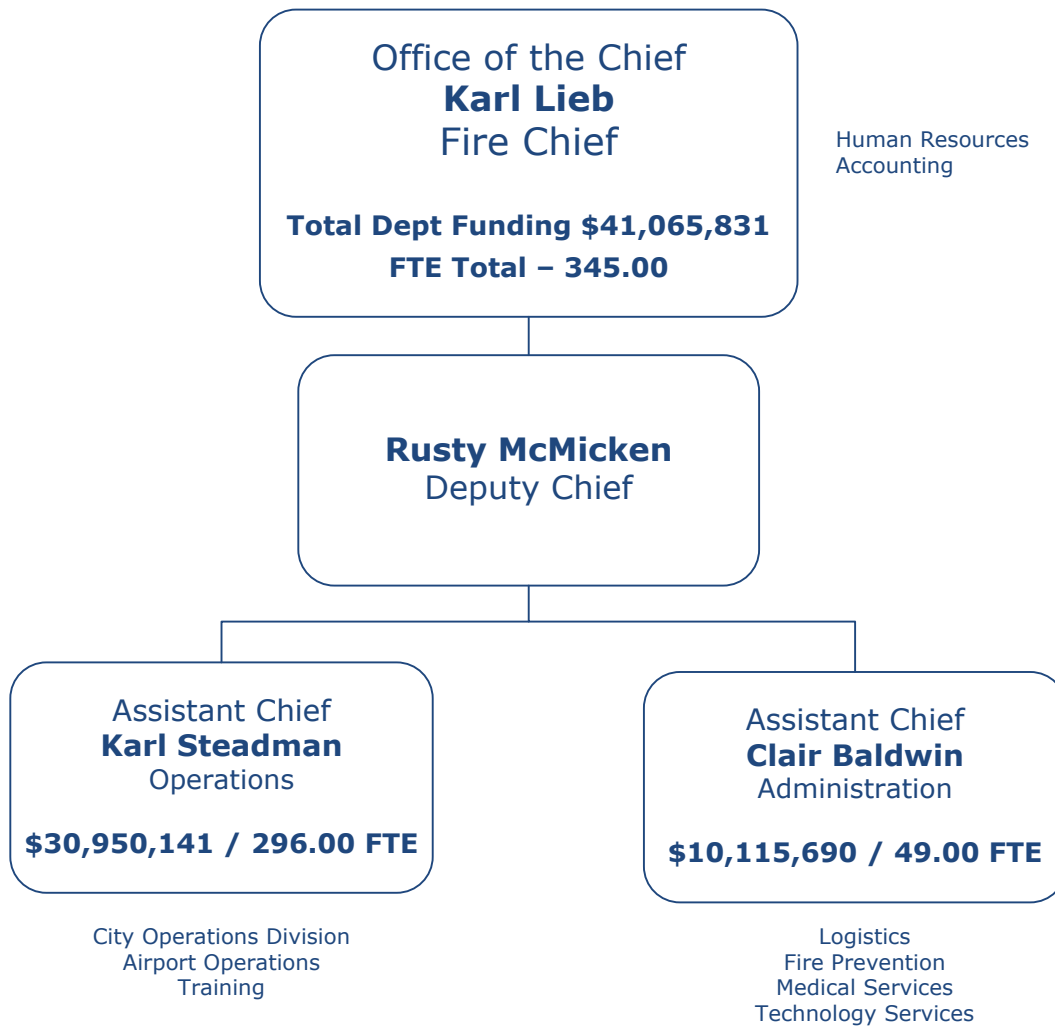 Office of the Chief
Karl Lieb
Fire Chief
Total Dept Funding $41,065,831
FTE Total – 345.00
Human Resources
Accounting
Rusty McMicken
Deputy Chief
Assistant Chief
Karl Steadman
Operations
$30,950,141 / 296.00 FTE
City Operations Division
Airport Operations
Training
Assistant Chief
Clair Baldwin
Administration
$10,115,690 / 49.00 FTE
Logistics
Fire Prevention
Medical Services
Technology Services